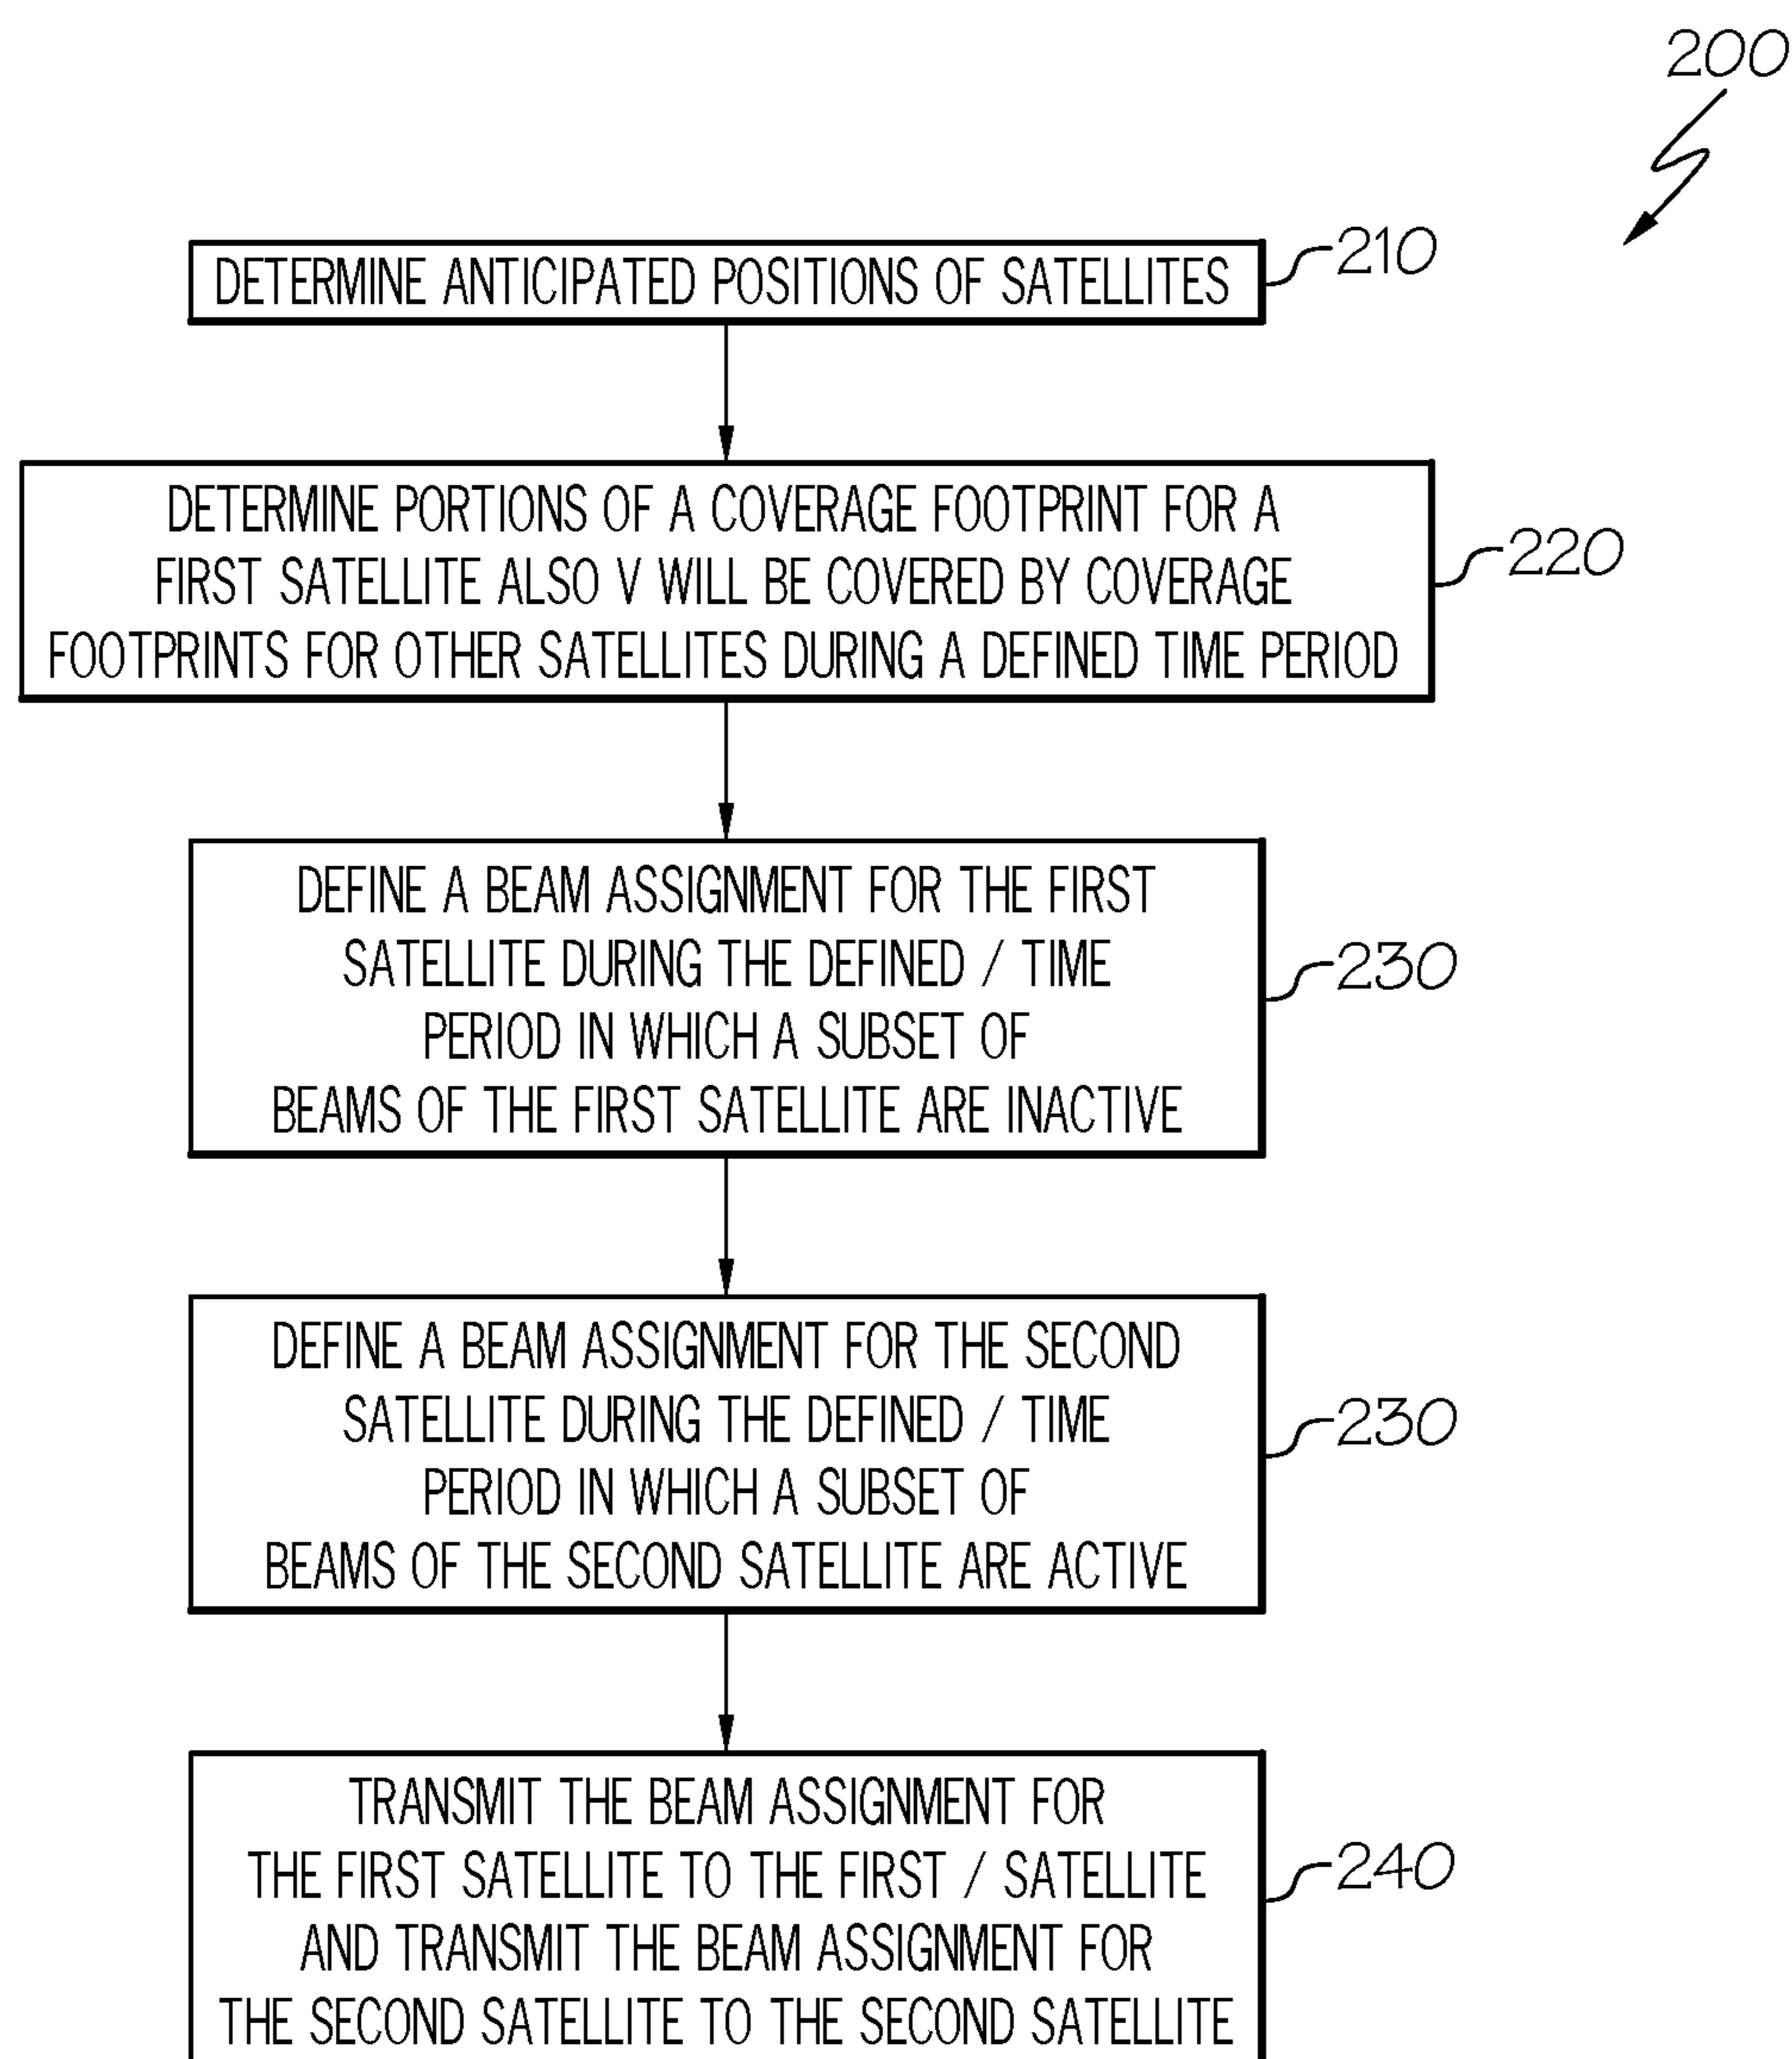 200
DETERMINE ANTICIPATED POSITIONS OF SATELLITES
210
DETERMINE PORTIONS OF A COVERAGE FOOTPRINT FOR A
FIRST SATELLITE ALSO V WILL BE COVERED BY COVERAGE
FOOTPRINTS FOR OTHER SATELLITES DURING A DEFINED TIME PERIOD
220
DEFINE A BEAM ASSIGNMENT FOR THE FIRST
SATELLITE DURING THE DEFINED / TIME
PERIOD IN WHICH A SUBSET OF
BEAMS OF THE FIRST SATELLITE ARE INACTIVE
230
DEFINE A BEAM ASSIGNMENT FOR THE SECOND
SATELLITE DURING THE DEFINED / TIME
PERIOD IN WHICH A SUBSET OF
BEAMS OF THE SECOND SATELLITE ARE ACTIVE
230
TRANSMIT THE BEAM ASSIGNMENT FOR
THE FIRST SATELLITE TO THE FIRST / SATELLITE
AND TRANSMIT THE BEAM ASSIGNMENT FOR
THE SECOND SATELLITE TO THE SECOND SATELLITE
240